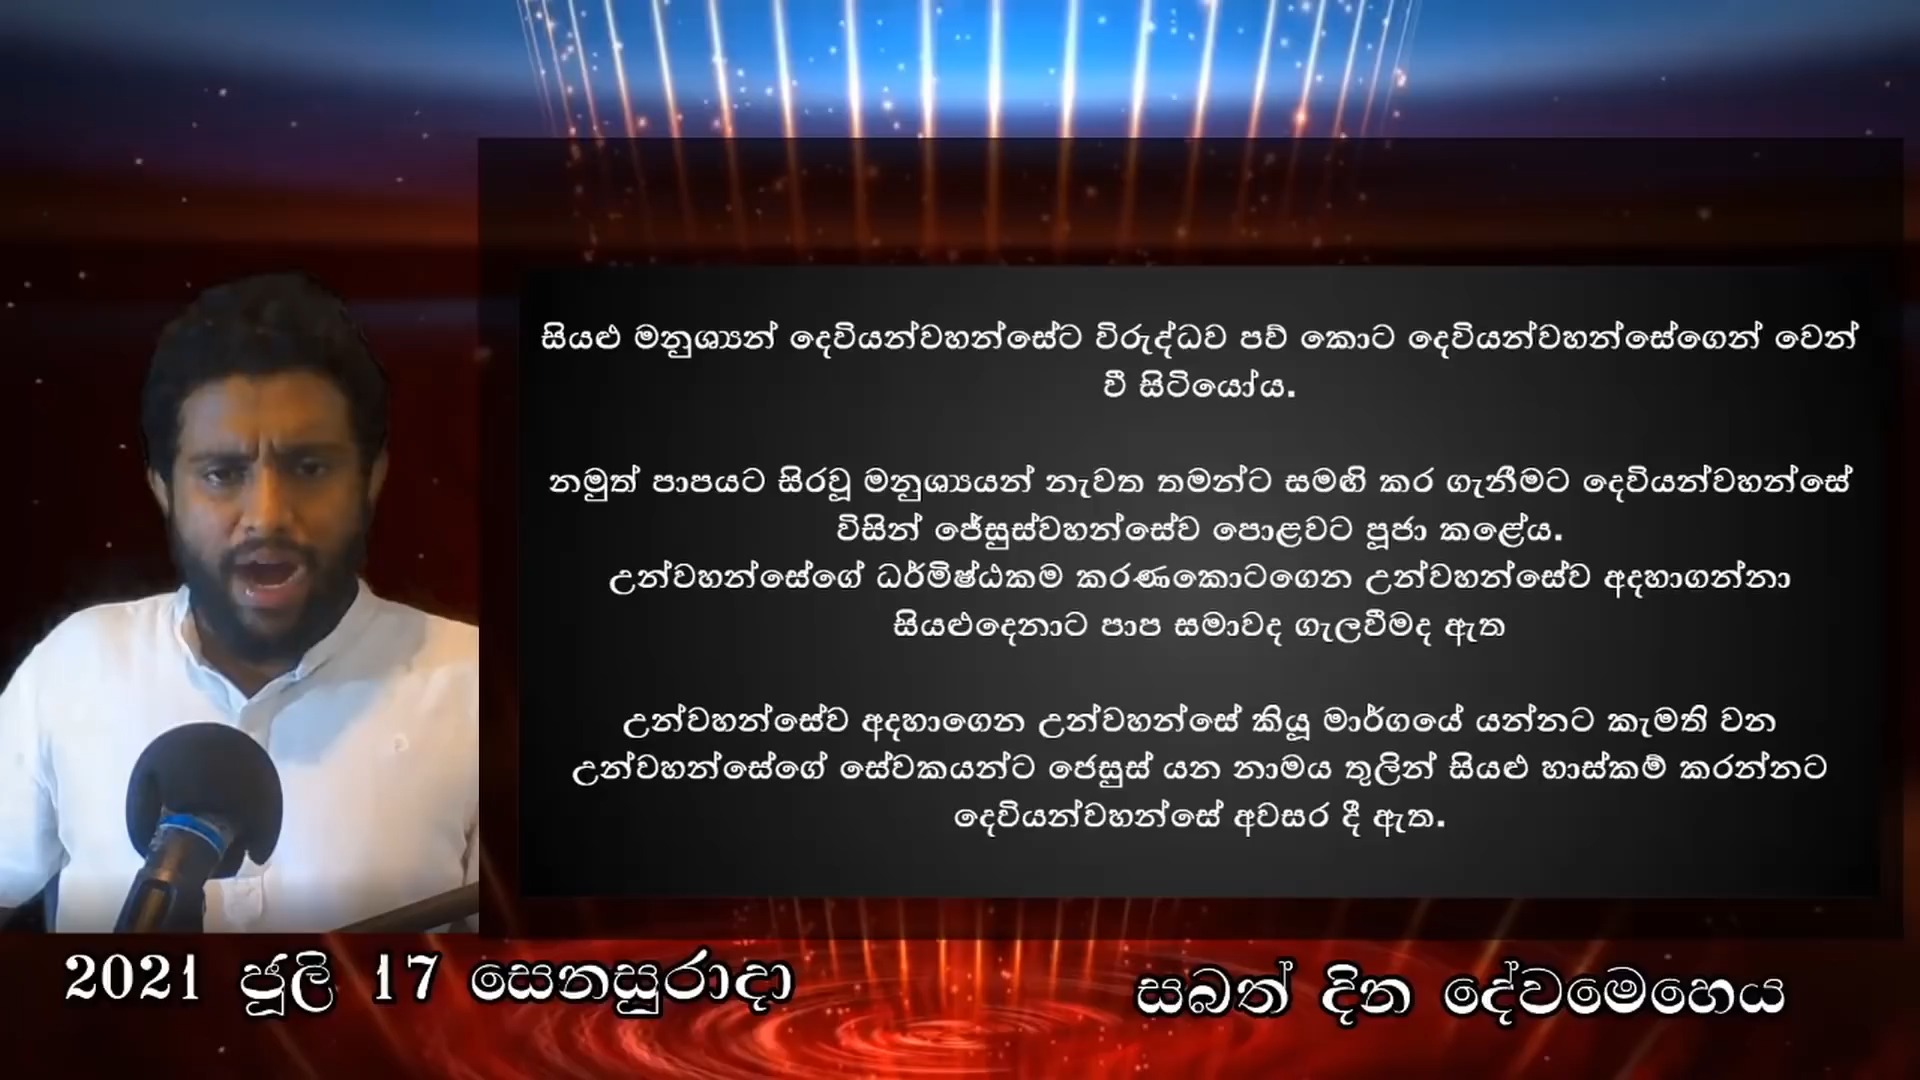 සියළු මනුශ්‍යන් දෙවියන්වහන්සේට විරුද්ධව පව් කොට දෙවියන්වහන්සේගෙන් වෙන්
වී සිටියෝය.
නමුත් පාපයට සිරවූ මනුශ්‍යයන් නැවත තමන්ට සමඟි කර ගැනීමට දෙවියන්වහන්සේ
විසින් ජේසුස්වහන්සේව පොළවට පූජා කළේය.
උන්වහන්සේගේ ධර්මිෂ්ඨකම කරණකොටගෙන උන්වහන්සේව අදහාගන්නා
සියළුදෙනාට පාප සමාවද ගැලවීමද ඇත
උන්වහන්සේව අදහාගෙන උන්වහන්සේ කියූ මාර්ගයේ යන්නට කැමති වන
උන්වහන්සේගේ සේවකයන්ට ජෙසුස් යන නාමය තුලින් සියළු හාස්කම් කරන්නට
දෙවියන්වහන්සේ අවසර දී ඇත.
2021 ජූලි 17 සෙනසුරාදා
සබත් දින දේවමෙහෙය